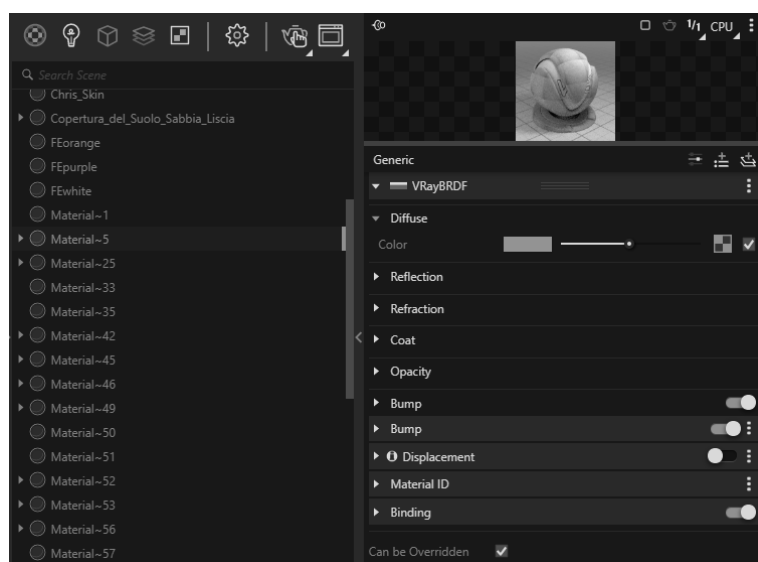 1/1 CPU
Search Scene
Chris_Skin
Copertura_del_Suolo_Sabbia_Liscia
FEorange
FEpurple
FEwhite
Material~1
Material~5
Material~25
Material~33
Material~35
Material~42
Material~45
Material~46
Material~49
Material~50
Material~51
Material~52
Material~53
Material~56
Material~57
Generic
VRayBRDF
Diffuse
Color
Reflection
Refraction
Coat
Opacity
Bump
Bump
Displacement
Material ID
Binding
Can be Overridden